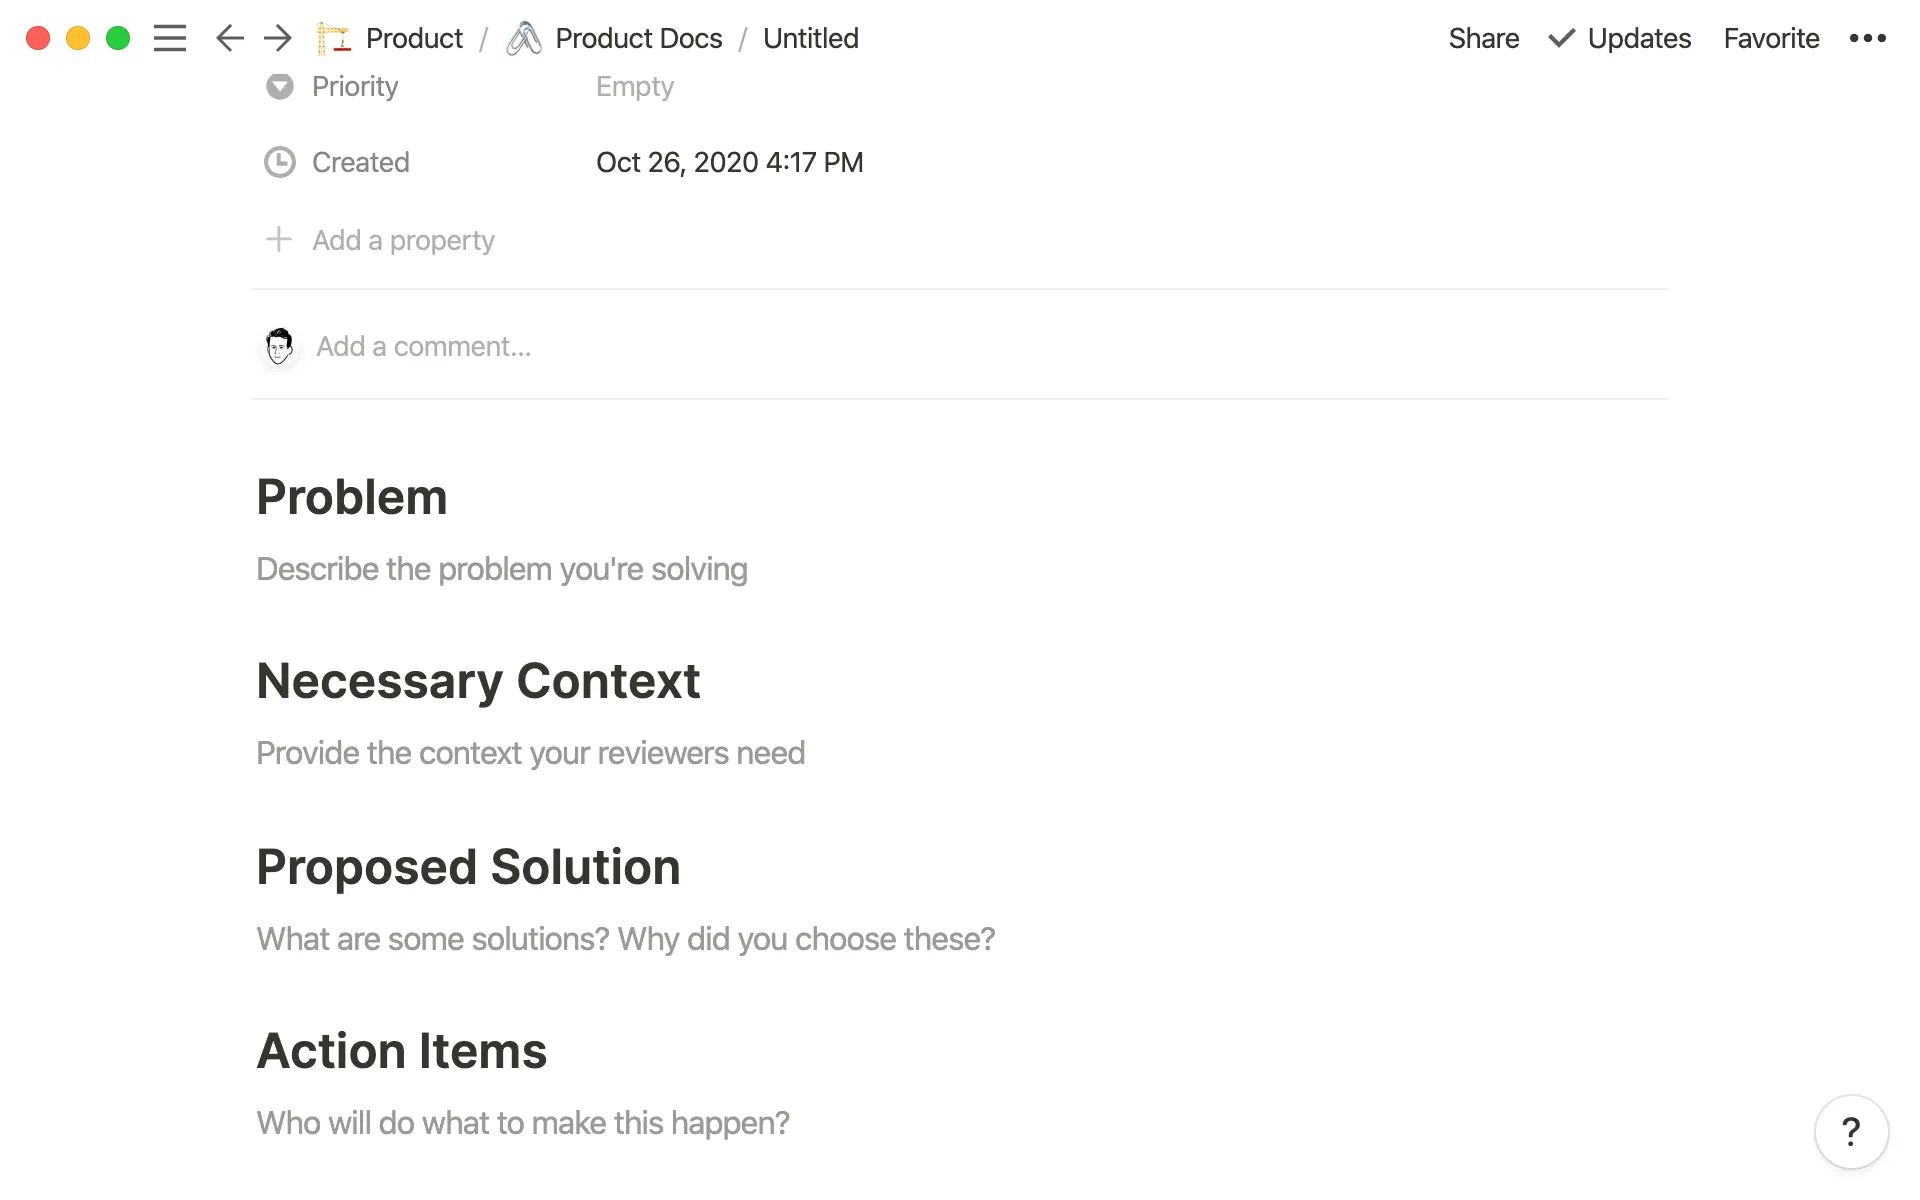 Product / Product Docs / Untitled
Share Updates Favorite
Priority Empty
Created Oct 26, 2020 4:17 PM
Add a property
Add a comment...
Problem
Describe the problem you're solving
Necessary Context
Provide the context your reviewers need
Proposed Solution
What are some solutions? Why did you choose these?
Action Items
Who will do what to make this happen?
?